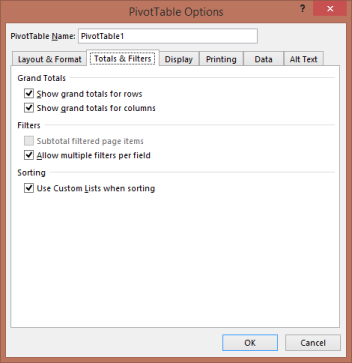 PivotTable Options
? ×
PivotTable Name: PivotTable1
Layout & Format Totals & Filters Display Printing Data Alt Text
Grand Totals
Show grand totals for rows
Show grand totals for columns
Filters
Subtotal filtered page items
Allow multiple filters per field
Sorting
Use Custom Lists when sorting
OK Cancel